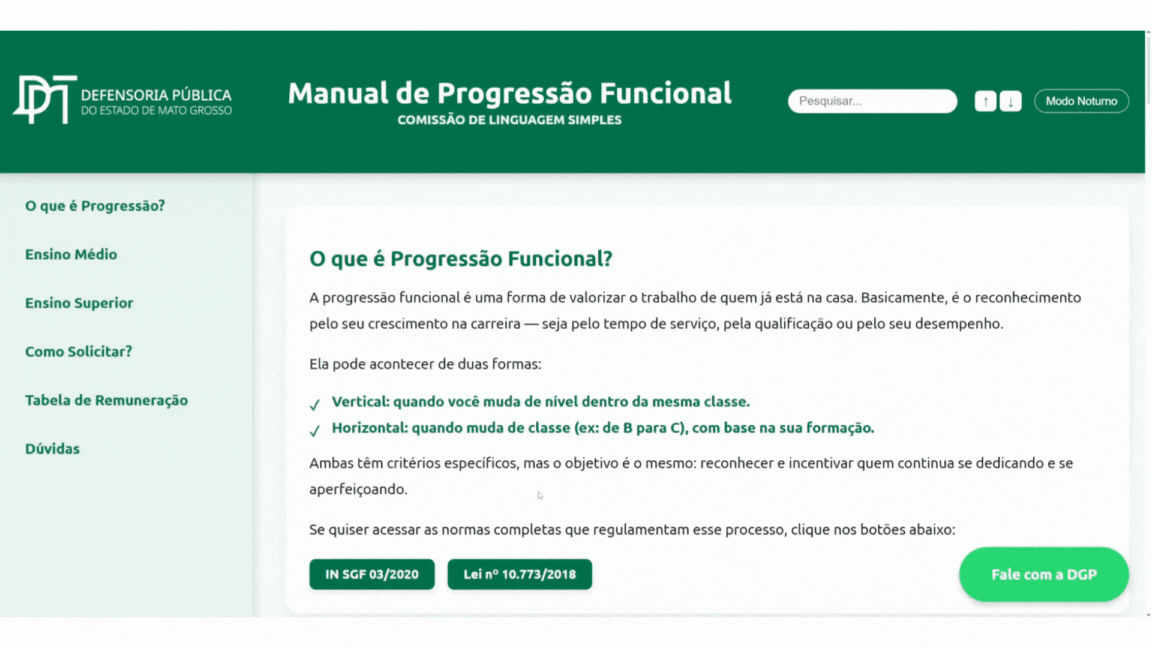 DEFENSORIA PÚBLICA
DO ESTADO DE MATO GROSSO
Manual de Progressão Funcional
COMISSÃO DE LINGUAGEM SIMPLES
Pesquisar...
↑ ↓
Modo Noturno
O que é Progressão?
Ensino Médio
Ensino Superior
Como Solicitar?
Tabela de Remuneração
Dúvidas
O que é Progressão Funcional?
A progressão funcional é uma forma de valorizar o trabalho de quem já está na casa. Basicamente, é o reconhecimento
pelo seu crescimento na carreira — seja pelo tempo de serviço, pela qualificação ou pelo seu desempenho.
Ela pode acontecer de duas formas:
✓ Vertical: quando você muda de nível dentro da mesma classe.
✓ Horizontal: quando muda de classe (ex: de B para C), com base na sua formação.
Ambas têm critérios específicos, mas o objetivo é o mesmo: reconhecer e incentivar quem continua se dedicando e se
aperfeiçoando.
Se quiser acessar as normas completas que regulamentam esse processo, clique nos botões abaixo:
IN SGF 03/2020
Lei nº 10.773/2018
Fale com a DGP